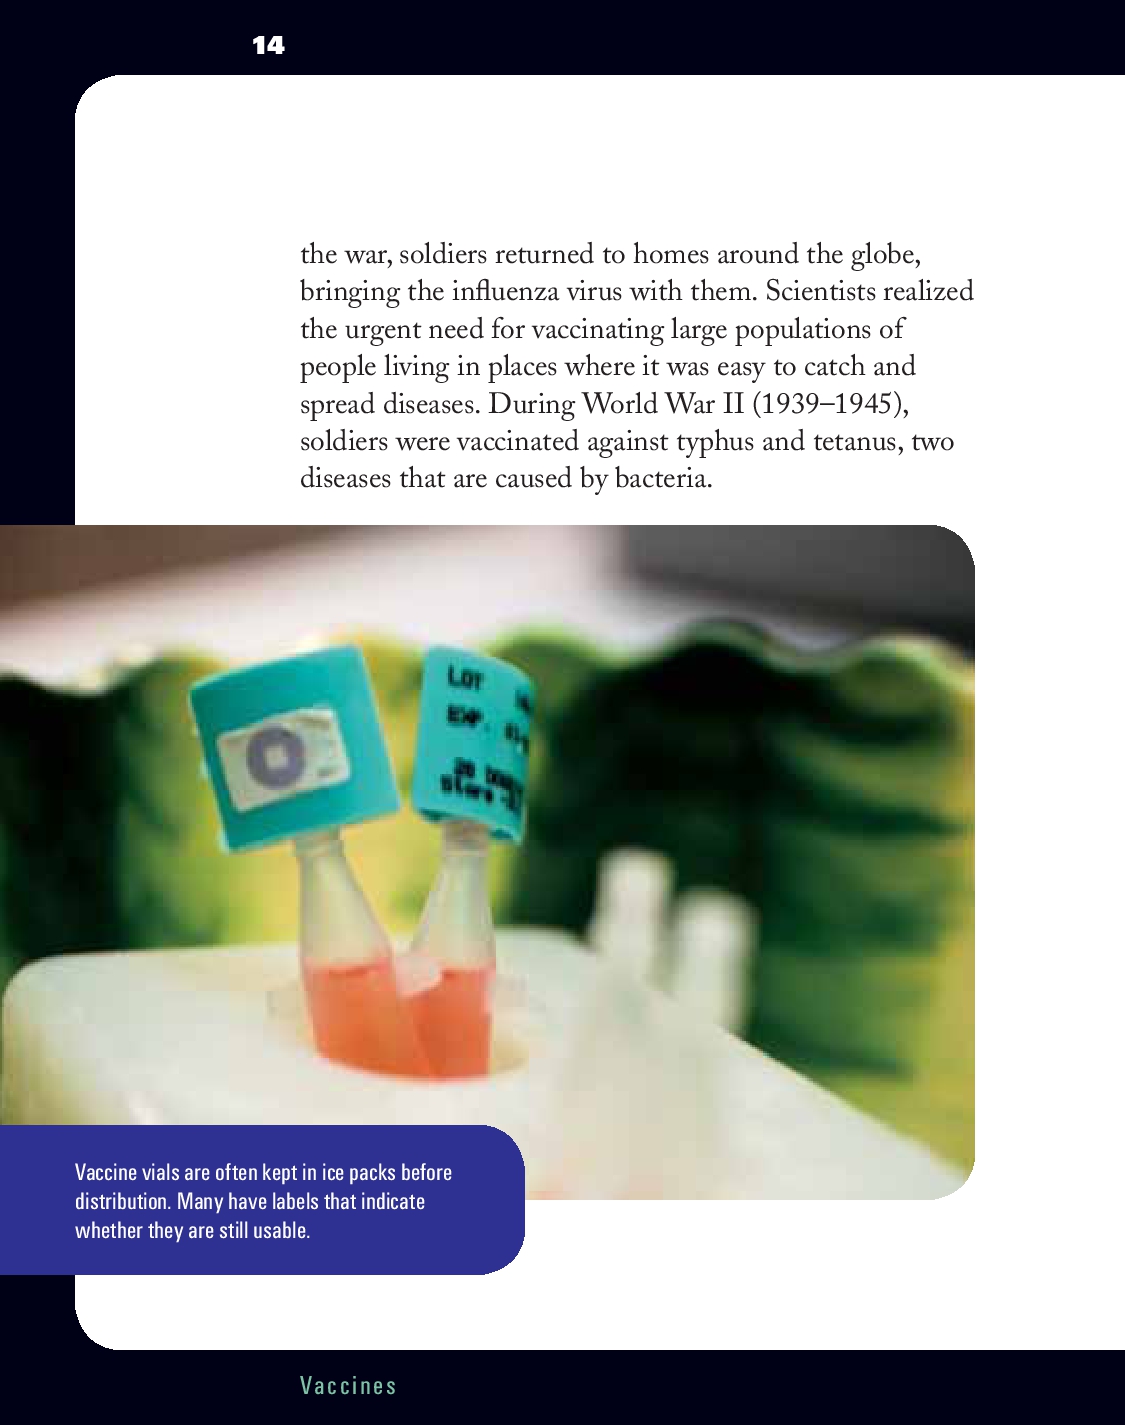 14
the war, soldiers returned to homes around the globe,
bringing the influenza virus with them. Scientists realized
the urgent need for vaccinating large populations of
people living in places where it was easy to catch and
spread diseases. During World War II (1939–1945),
soldiers were vaccinated against typhus and tetanus, two
diseases that are caused by bacteria.
LOT
EXP.
20
Store
Vaccine vials are often kept in ice packs before
distribution. Many have labels that indicate
whether they are still usable.
Vaccines